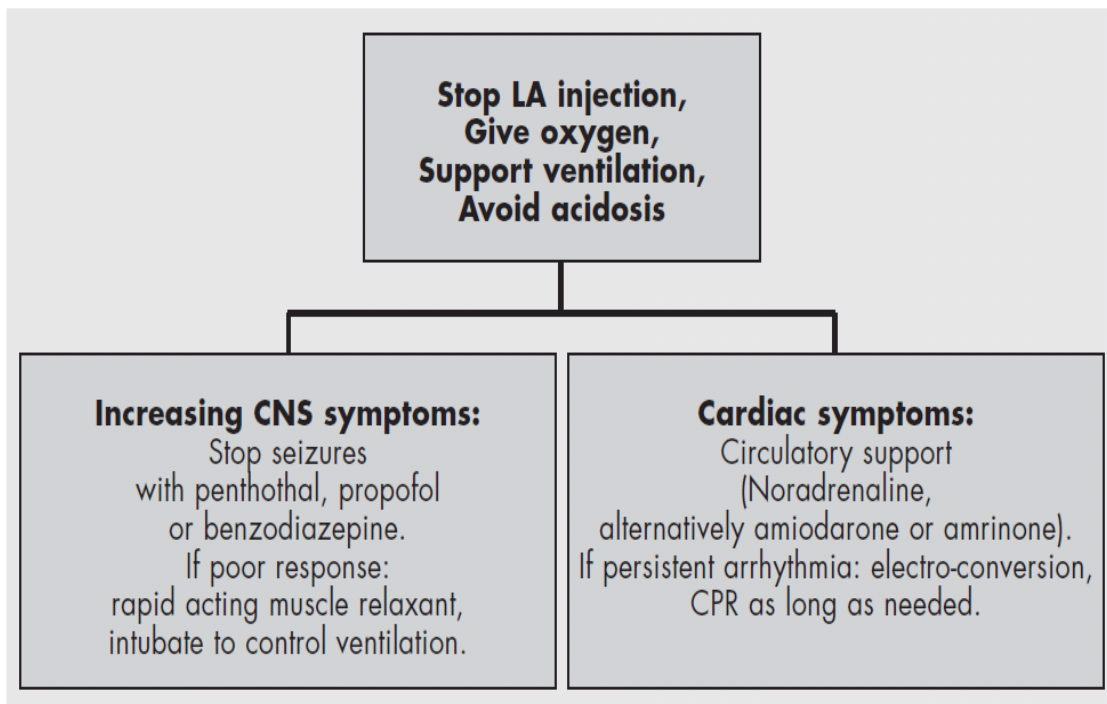 Stop LA injection,
Give oxygen,
Support ventilation,
Avoid acidosis
Increasing CNS symptoms:
Stop seizures
with penthothal, propofol
or benzodiazepine.
If poor response:
rapid acting muscle relaxant,
intubate to control ventilation.
Cardiac symptoms:
Circulatory support
(Noradrenaline,
alternatively amiodarone or amrinone).
If persistent arrhythmia: electro-conversion,
CPR as long as needed.